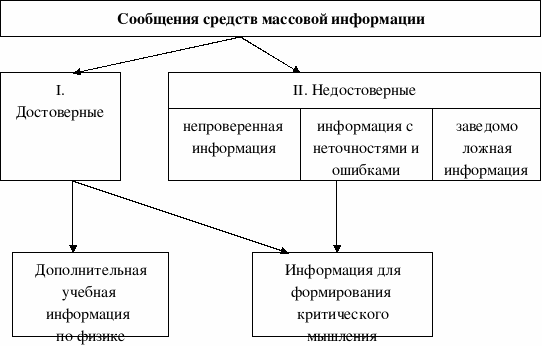 Сообщения средств массовой информации
I.
Достоверные
II. Недостоверные
непроверенная
информация
информация с
неточностями и
ошибками
заведомо
ложная
информация
Дополнительная
учебная
информация
по физике
Информация для
формирования
критического
мышления